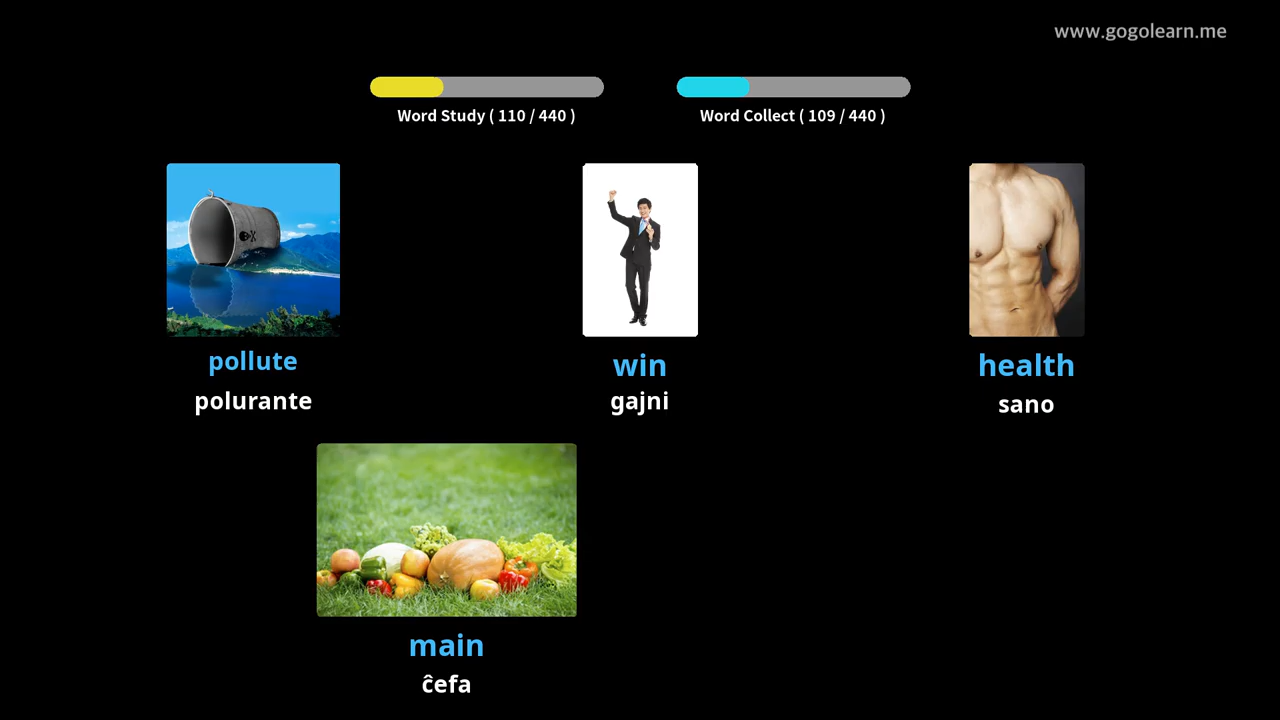 www.gogolearn.me
Word Study ( 110 / 440 )
Word Collect ( 109 / 440 )
pollute
polurante
win
gajni
health
sano
main
ĉefa